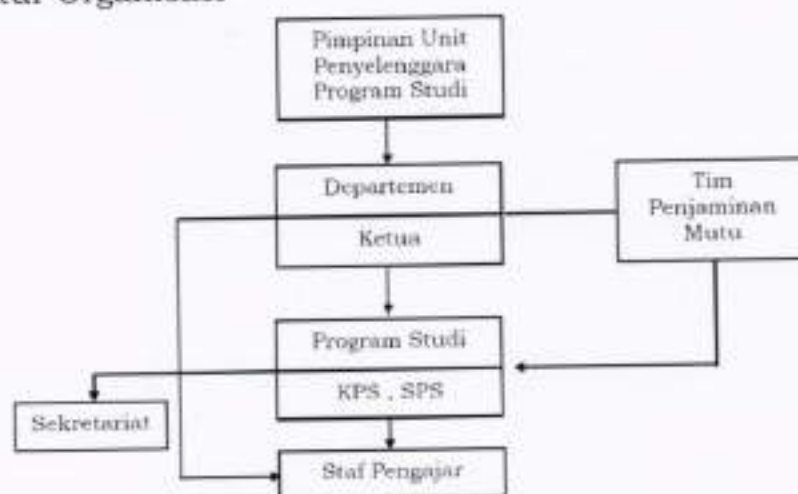 Pimpinan Unit
Penyelenggara
Program Studi
Departemen
Ketua
Tim
Penjaminan
Mutu
Program Studi
KPS , SPS
Sekretariat
Staf Pengajar